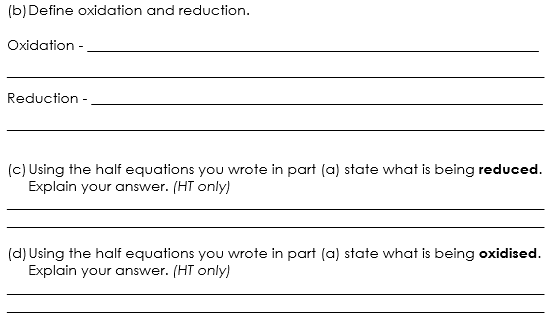 (b) Define oxidation and reduction.
Oxidation -
Reduction -
(c) Using the half equations you wrote in part (a) state what is being reduced.
Explain your answer. (HT only)
(d) Using the half equations you wrote in part (a) state what is being oxidised.
Explain your answer. (HT only)